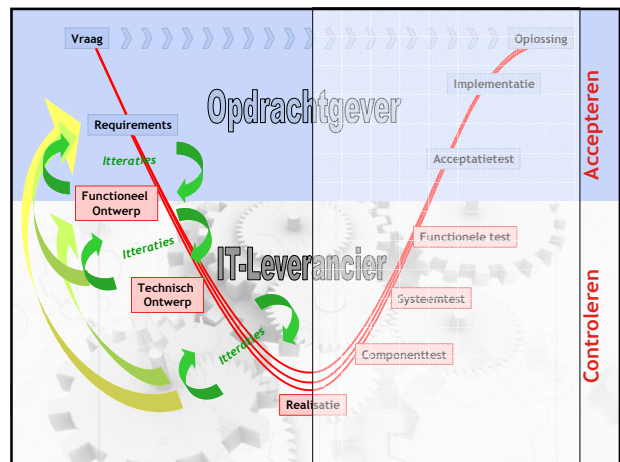 Vraag
Oplossing
Implementatie
Opdrachtgever
Requirements
Itteraties
Acceptatietest
Accepteren
Functioneel
Ontwerp
Functionele test
Itteraties
IT-Leverancier
Technisch
Ontwerp
Systeemtest
Itteraties
Componenttest
Controleren
Realisatie